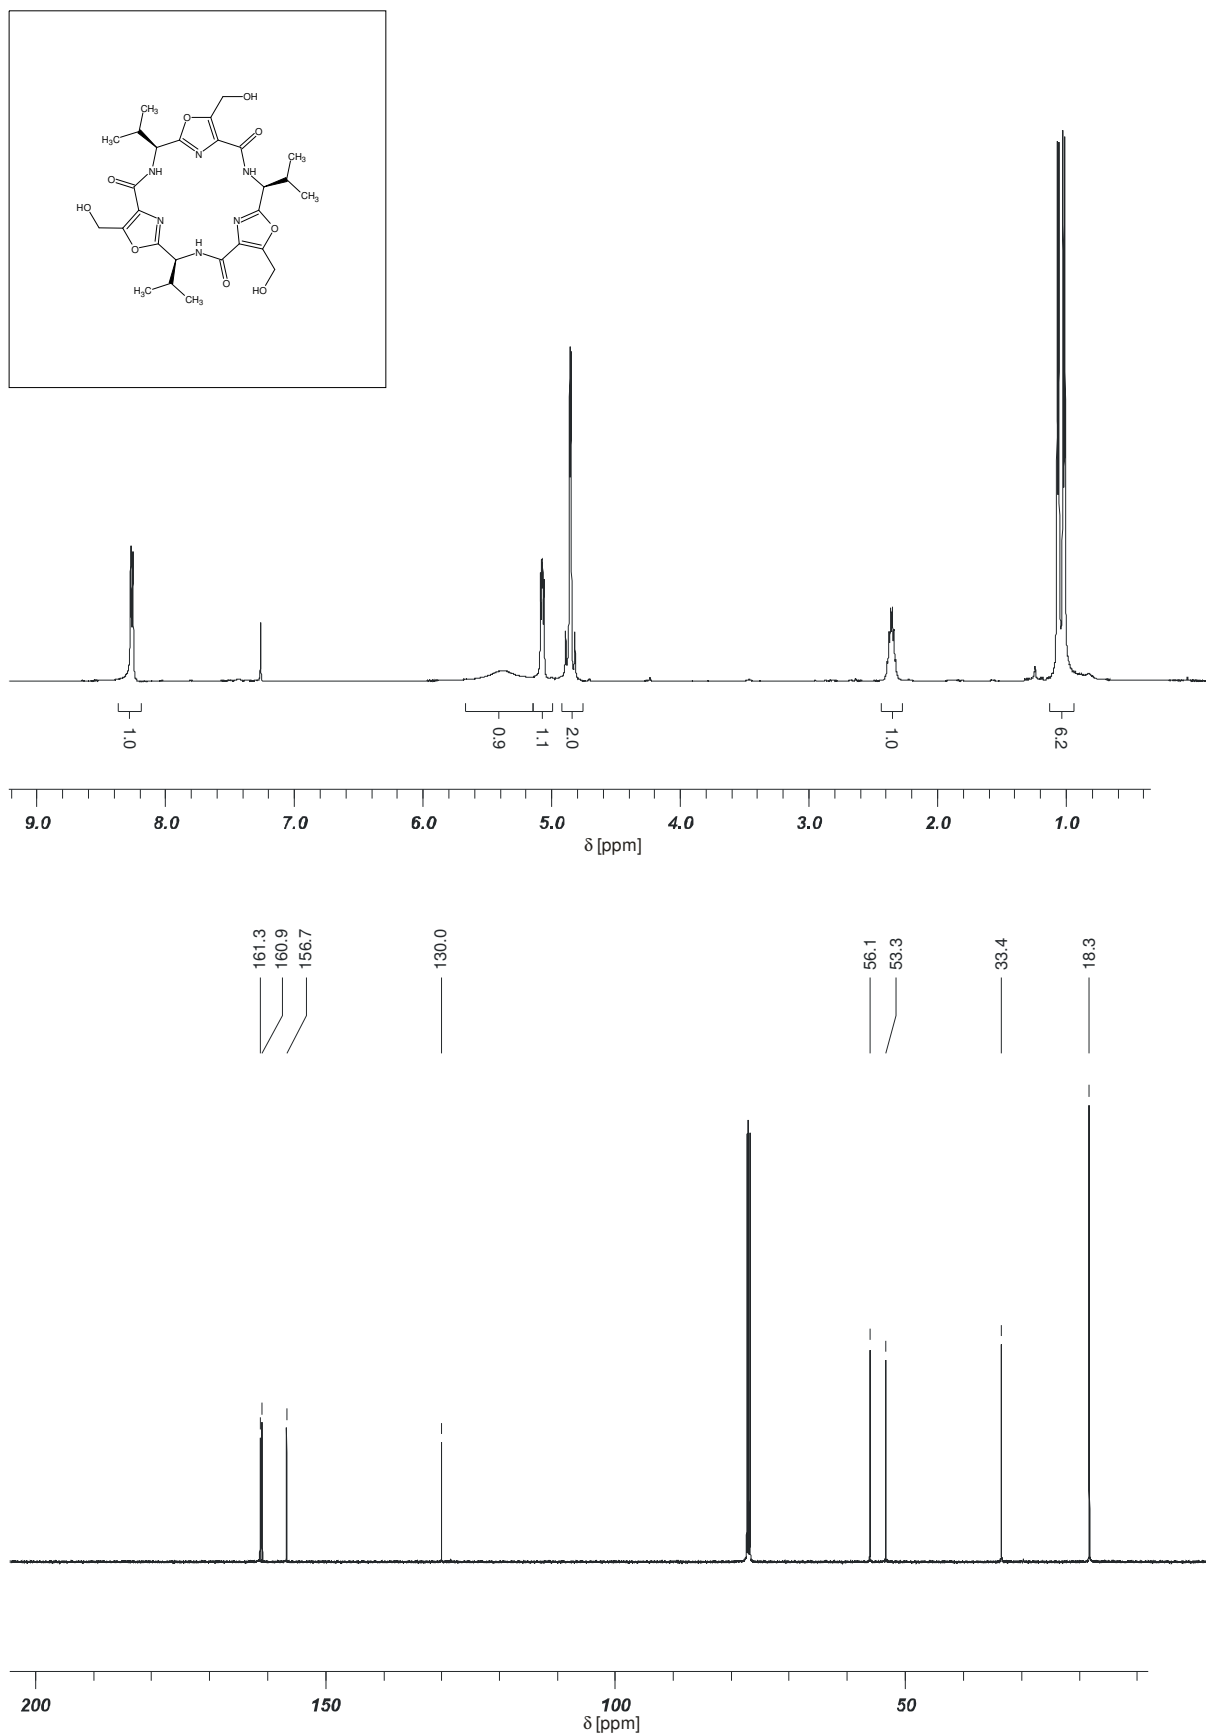 OH
CH₃
O
O
H₃C
N
CH₃
NH
NH
O
CH₃
HO
N
N
O
O
H
N
O
H₃C
CH₃
HO
1.0
0.9
1.1
2.0
1.0
6.2
9.0 8.0 7.0 6.0 5.0 4.0 3.0 2.0 1.0
δ [ppm]
161.3
160.9
156.7
130.0
56.1
53.3
33.4
18.3
200 150 100 50
δ [ppm]